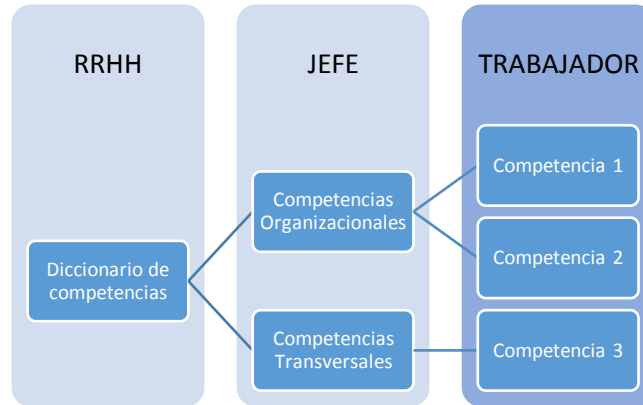 RRHH
JEFE
TRABAJADOR
Diccionario de
competencias
Competencias
Organizacionales
Competencias
Transversales
Competencia 1
Competencia 2
Competencia 3